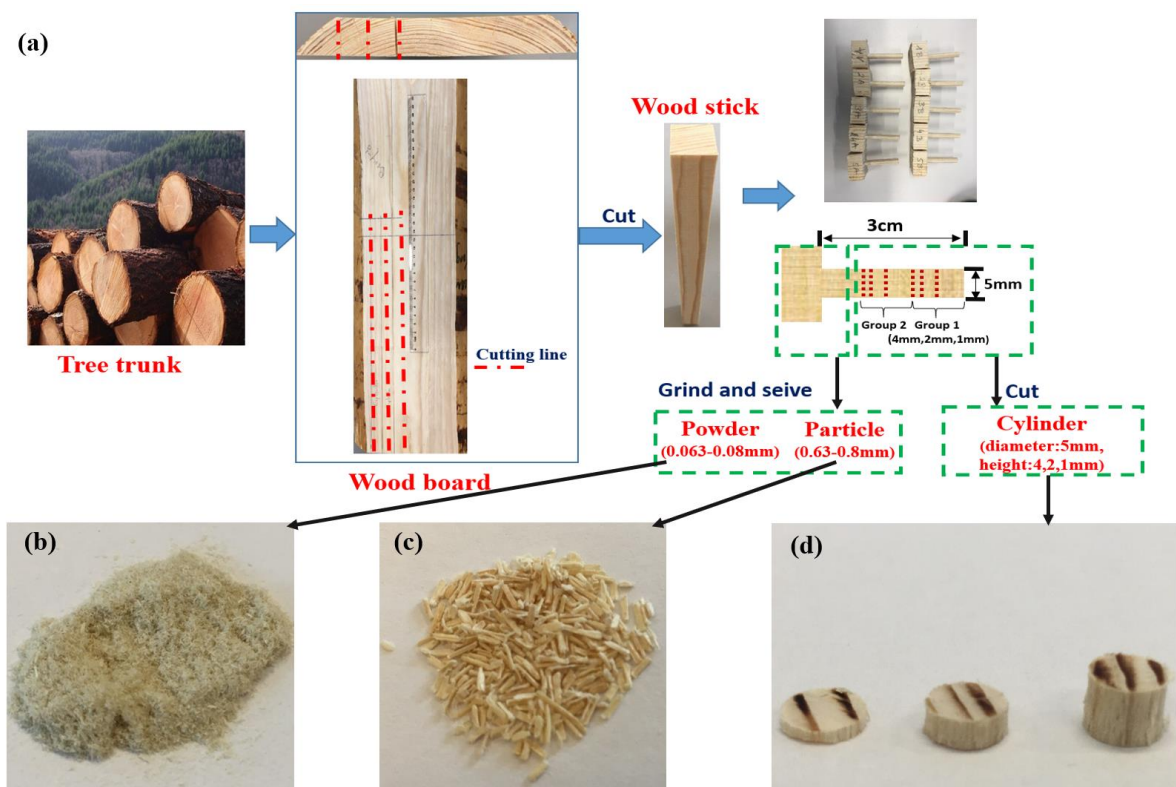 (a)
Tree trunk
Cutting line
Wood board
Cut
Wood stick
3cm
5mm
Group 2
Group 1
(4mm,2mm,1mm)
Grind and seive
Cut
Powder
(0.063-0.08mm)
Particle
(0.63-0.8mm)
Cylinder
(diameter:5mm,
height:4,2,1mm)
(b)
(c)
(d)